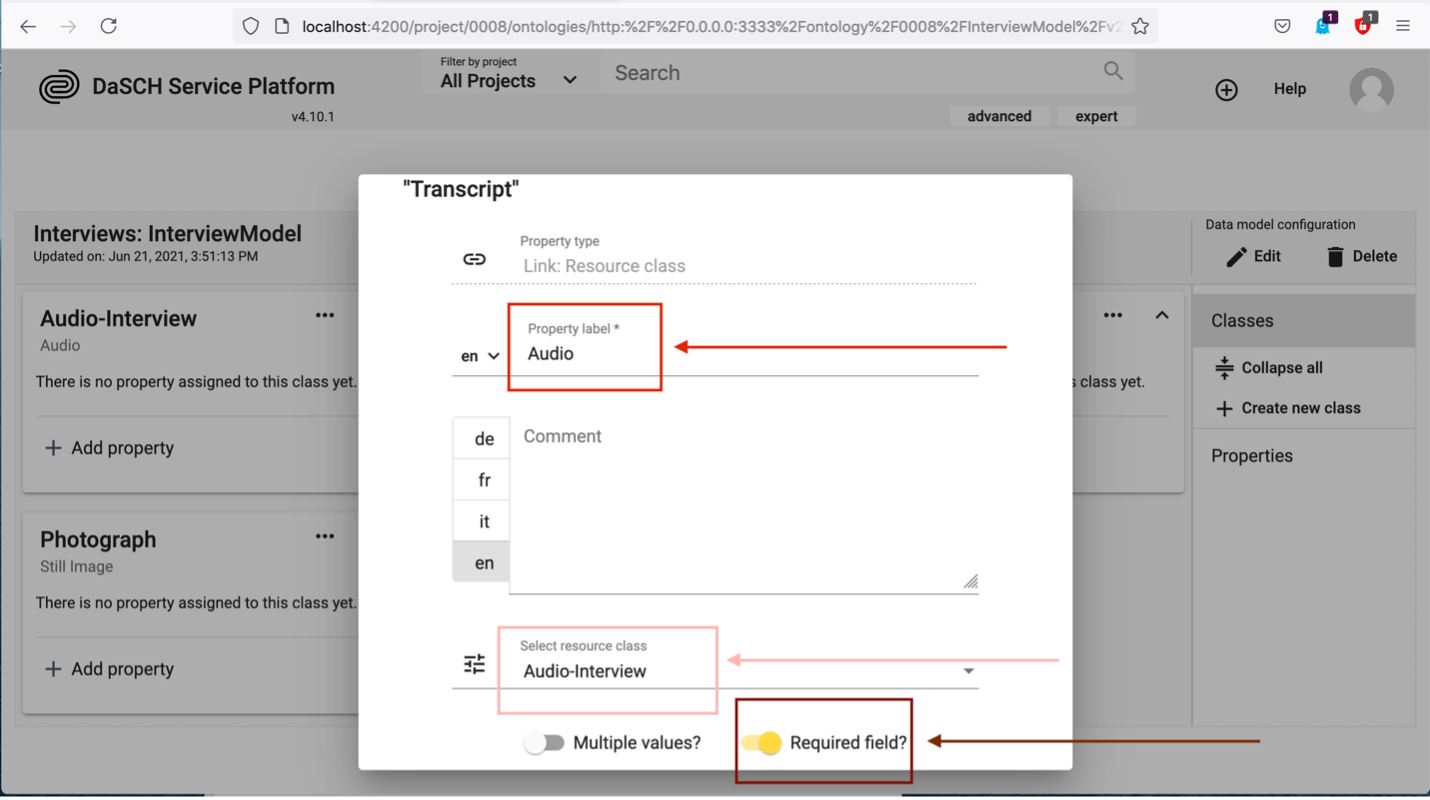 localhost:4200/project/0008/ontologies/http:%2F%2F0.0.0.0:3333%2Fontology%2F0008%2FInterviewModel%2Fv2
1
1
DaSCH Service Platform
v4.10.1
Filter by project
All Projects
Search
advanced
expert
Help
Interviews: InterviewModel
Updated on: Jun 21, 2021, 3:51:13 PM
Data model configuration
Edit
Delete
Audio-Interview
Audio
There is no property assigned to this class yet.
Add property
Photograph
Still Image
There is no property assigned to this class yet.
Add property
"Transcript"
Property type
Link: Resource class
en
Property label *
Audio
de
fr
it
en
Comment
Select resource class
Audio-Interview
Multiple values?
Required field?
class yet.
Classes
Collapse all
Create new class
Properties